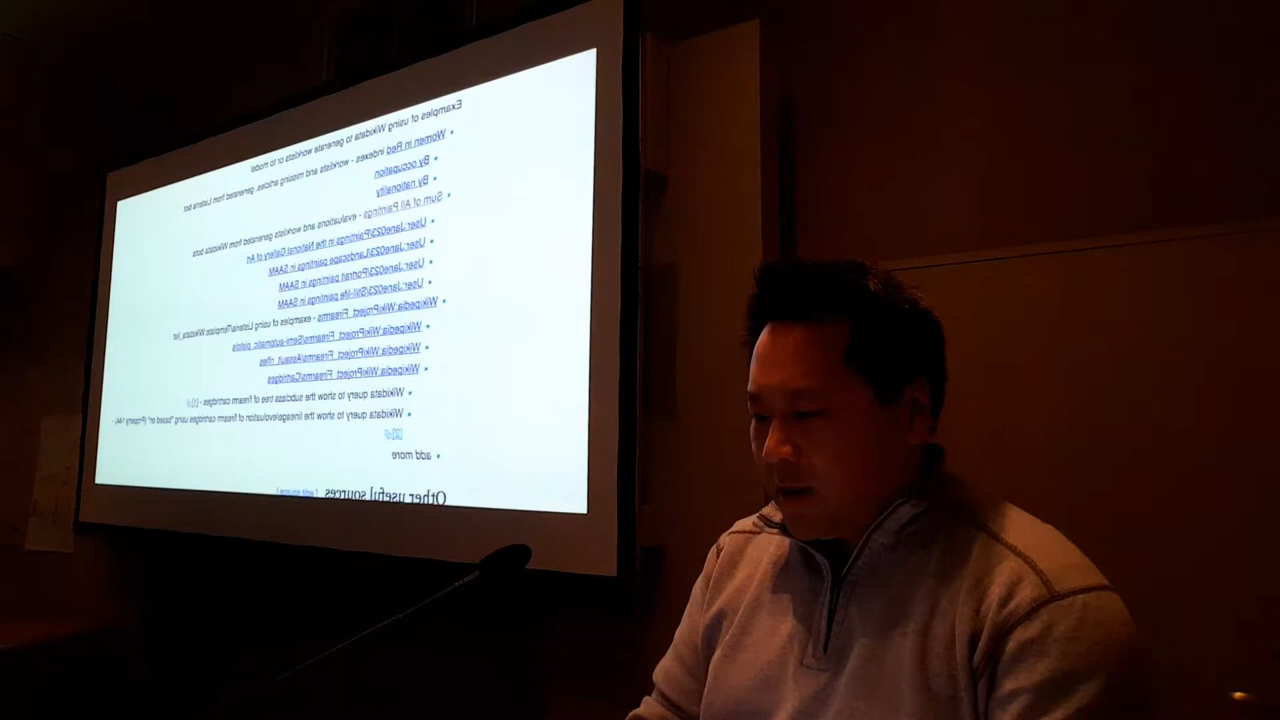 Examples of using Wikidata to generate worklists or to model
Women in Red indexes - worklists and missing articles, generated from Listeria bot
By occupation
By nationality
Sum of All Paintings - evaluations and worklists generated from Wikidata bots
User:Jane023/Paintings in the National Gallery of Art
User:Jane023/Landscape paintings in SAAM
User:Jane023/Portrait paintings in SAAM
User:Jane023/Still-life paintings in SAAM
Wikipedia:WikiProject_Firearms - examples of using Listeria/Template:Wikidata_list
Wikipedia:WikiProject_Firearms/Semi-automatic_pistols
Wikipedia:WikiProject_Firearms/Assault_rifles
Wikipedia:WikiProject_Firearms/Cartridges
Wikidata query to show the subclass tree of firearm cartridges - [1]
Wikidata query to show the lineage/evolvution of firearm cartridges using "based on" (Property 144) -
[2]
add more
Other useful sources [ edit source ]